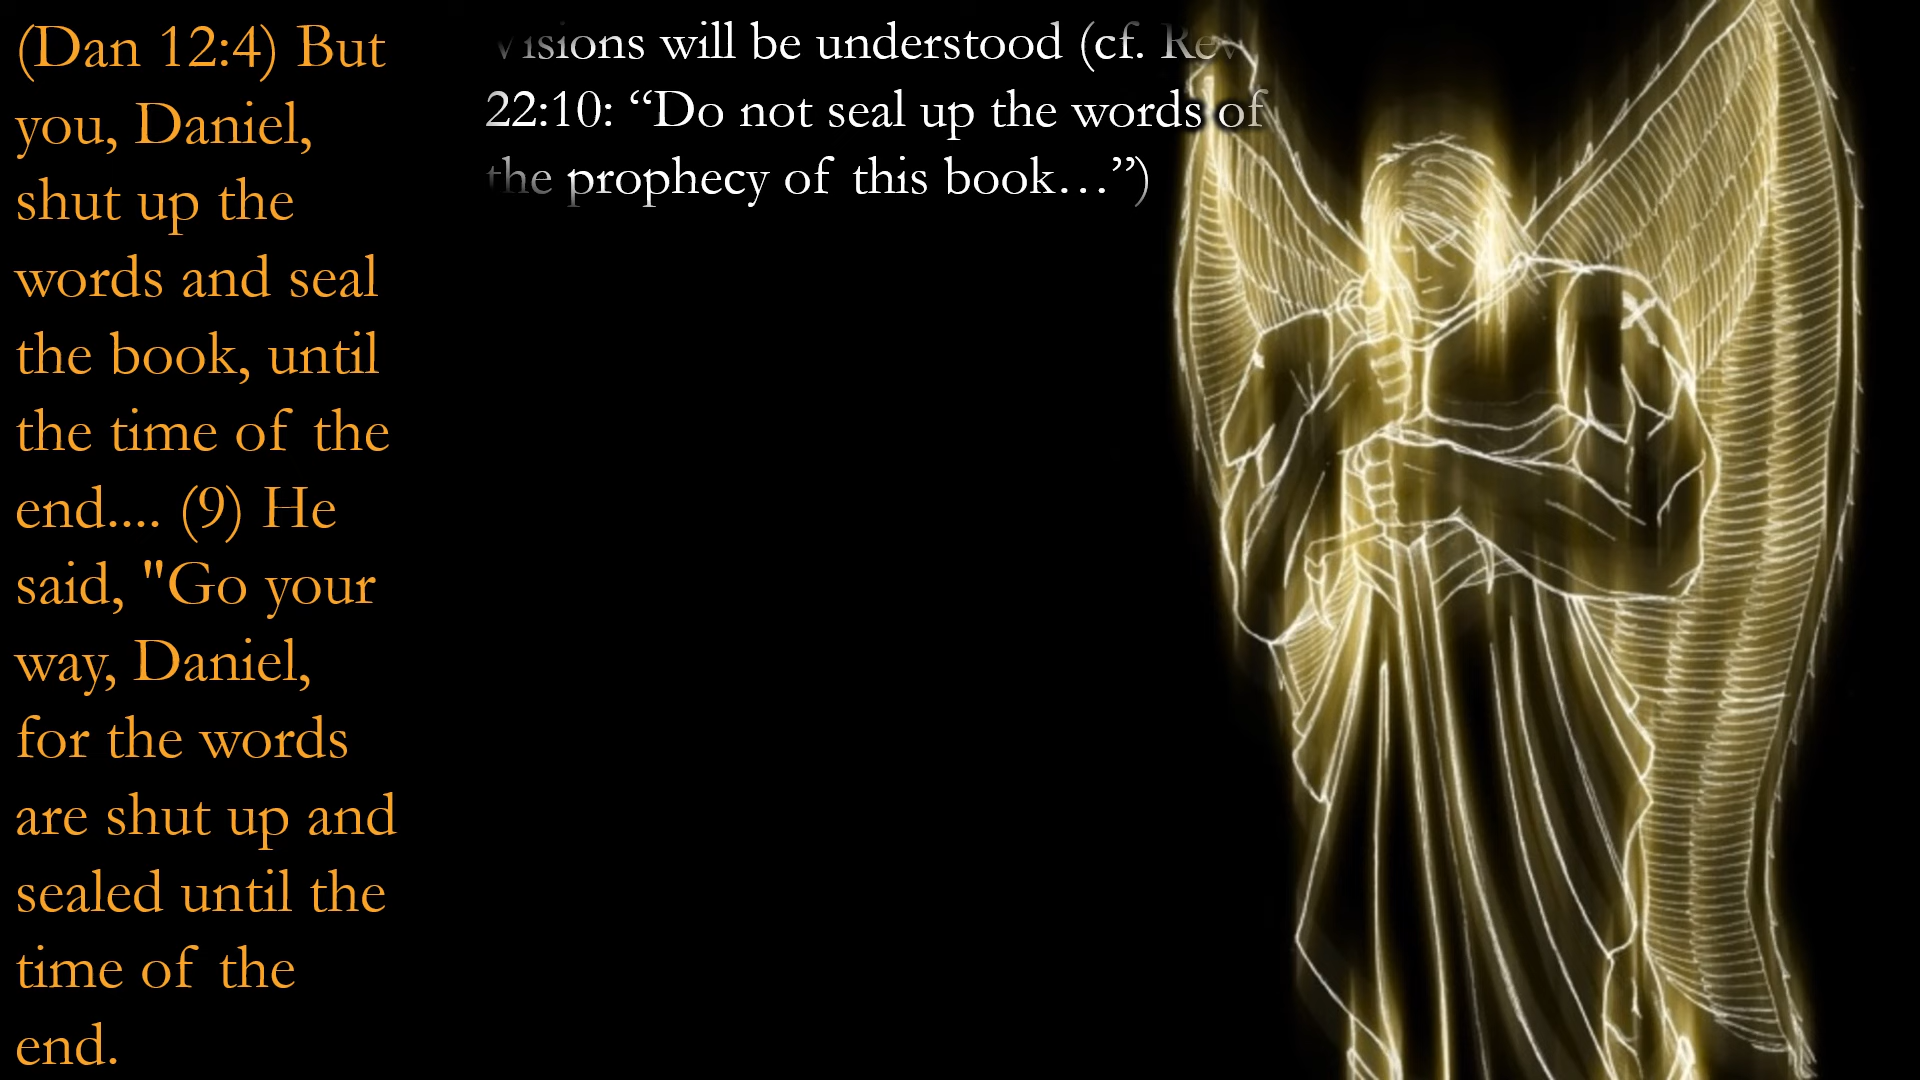 (Dan 12:4) But
you, Daniel,
shut up the
words and seal
the book, until
the time of the
end.... (9) He
said, "Go your
way, Daniel,
for the words
are shut up and
sealed until the
time of the
end.
Visions will be understood (cf. Rev
22:10: “Do not seal up the words of
the prophecy of this book…”)